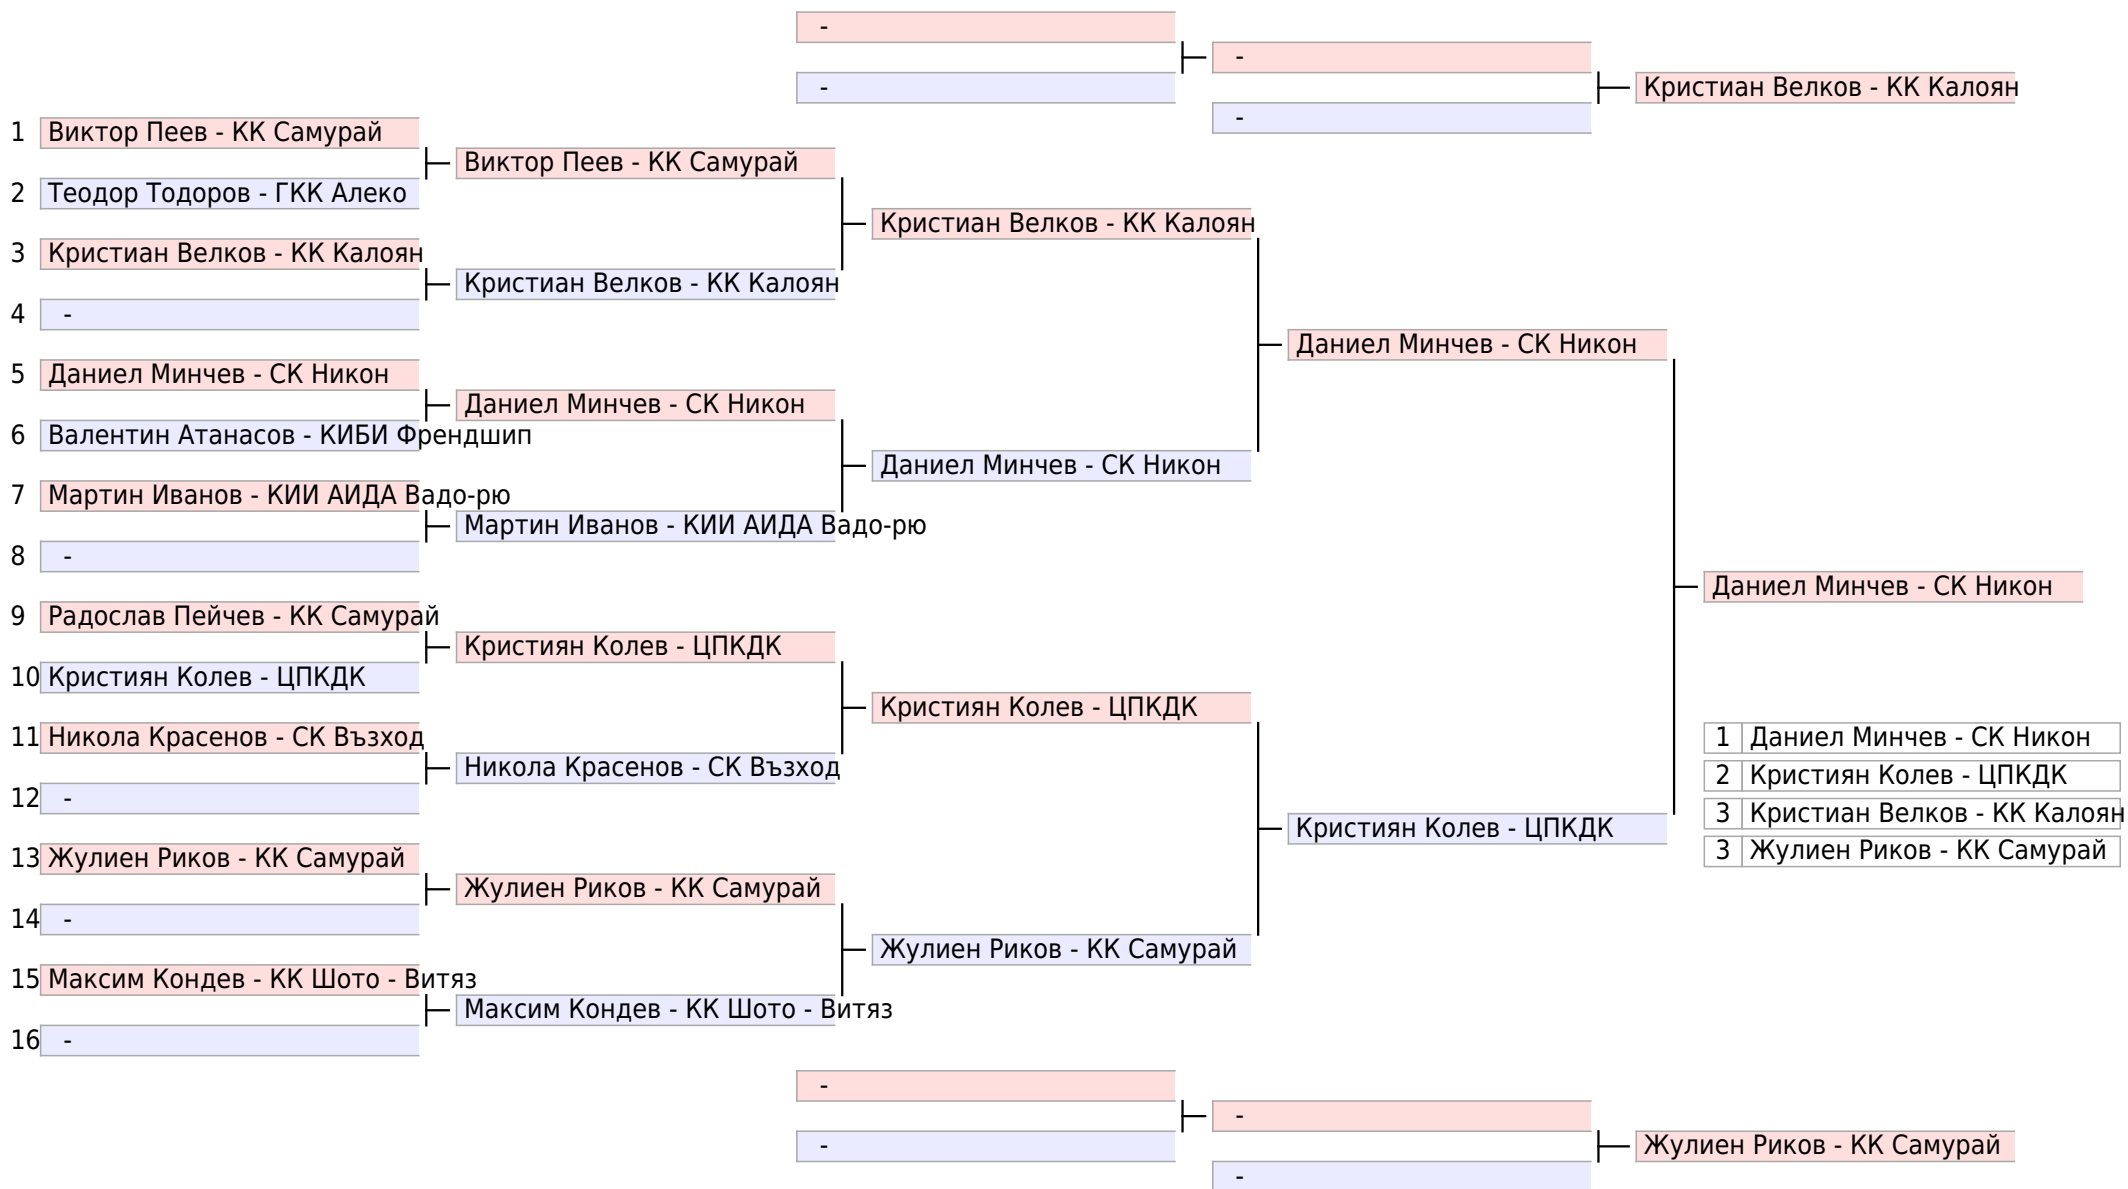 -
-
-
-
Кристиан Велков - КК Калоян
1 Виктор Пеев - КК Самурай
2 Теодор Тодоров - ГКК Алеко
3 Кристиан Велков - КК Калоян
4 -
5 Даниел Минчев - СК Никон
6 Валентин Атанасов - КИБИ Френдшип
7 Мартин Иванов - КИИ АИДА Вадо-рю
8 -
9 Радослав Пейчев - КК Самурай
10 Кристиян Колев - ЦПКДК
11 Никола Красенов - СК Възход
12 -
13 Жулиен Риков - КК Самурай
14 -
15 Максим Кондев - КК Шото - Витяз
16 -
Виктор Пеев - КК Самурай
Кристиан Велков - КК Калоян
Даниел Минчев - СК Никон
Мартин Иванов - КИИ АИДА Вадо-рю
Кристиян Колев - ЦПКДК
Никола Красенов - СК Възход
Жулиен Риков - КК Самурай
Максим Кондев - КК Шото - Витяз
Кристиан Велков - КК Калоян
Даниел Минчев - СК Никон
Кристиян Колев - ЦПКДК
Жулиен Риков - КК Самурай
Даниел Минчев - СК Никон
Кристиян Колев - ЦПКДК
Даниел Минчев - СК Никон
1 Даниел Минчев - СК Никон
2 Кристиян Колев - ЦПКДК
3 Кристиан Велков - КК Калоян
3 Жулиен Риков - КК Самурай
-
-
-
-
Жулиен Риков - КК Самурай